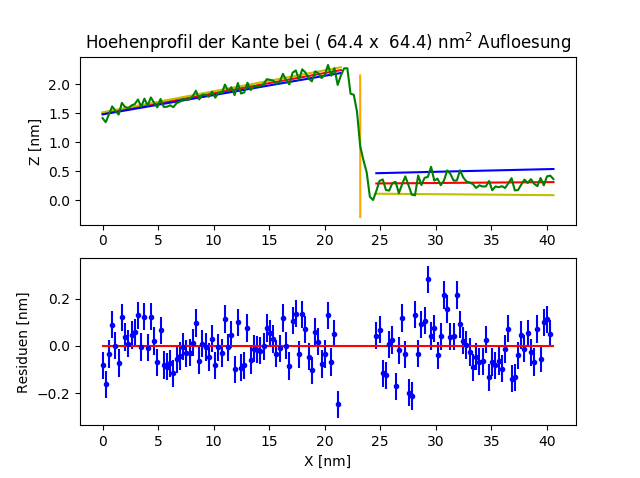 Hoehenprofil der Kante bei ( 64.4 x  64.4) nm² Aufloesung
Z [nm]
2.0
1.5
1.0
0.5
0.0
0 5 10 15 20 25 30 35 40
Residuen [nm]
0.2
0.0
−0.2
0 5 10 15 20 25 30 35 40
X [nm]